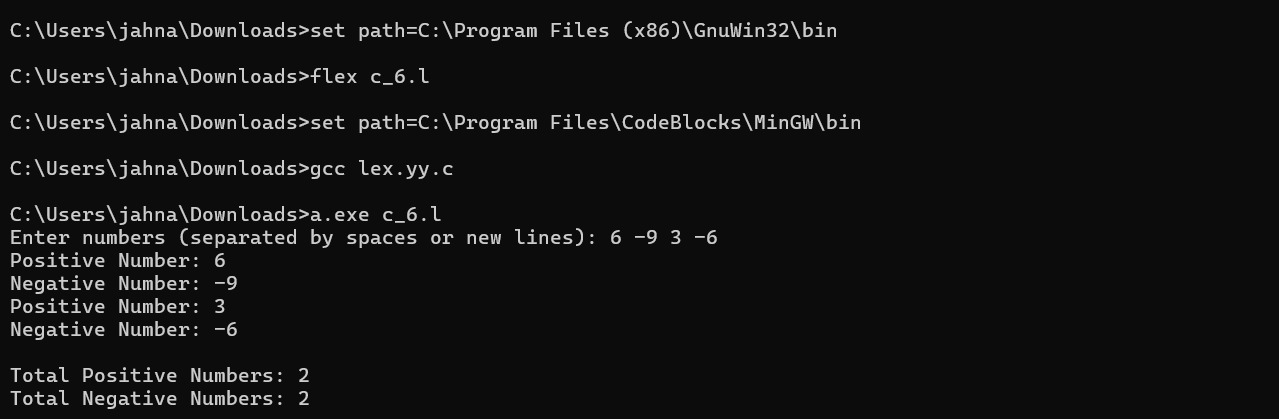 C:\Users\jahna\Downloads>set path=C:\Program Files (x86)\GnuWin32\bin
C:\Users\jahna\Downloads>flex c_6.l
C:\Users\jahna\Downloads>set path=C:\Program Files\CodeBlocks\MinGW\bin
C:\Users\jahna\Downloads>gcc lex.yy.c
C:\Users\jahna\Downloads>a.exe c_6.l
Enter numbers (separated by spaces or new lines): 6 -9 3 -6
Positive Number: 6
Negative Number: -9
Positive Number: 3
Negative Number: -6
Total Positive Numbers: 2
Total Negative Numbers: 2